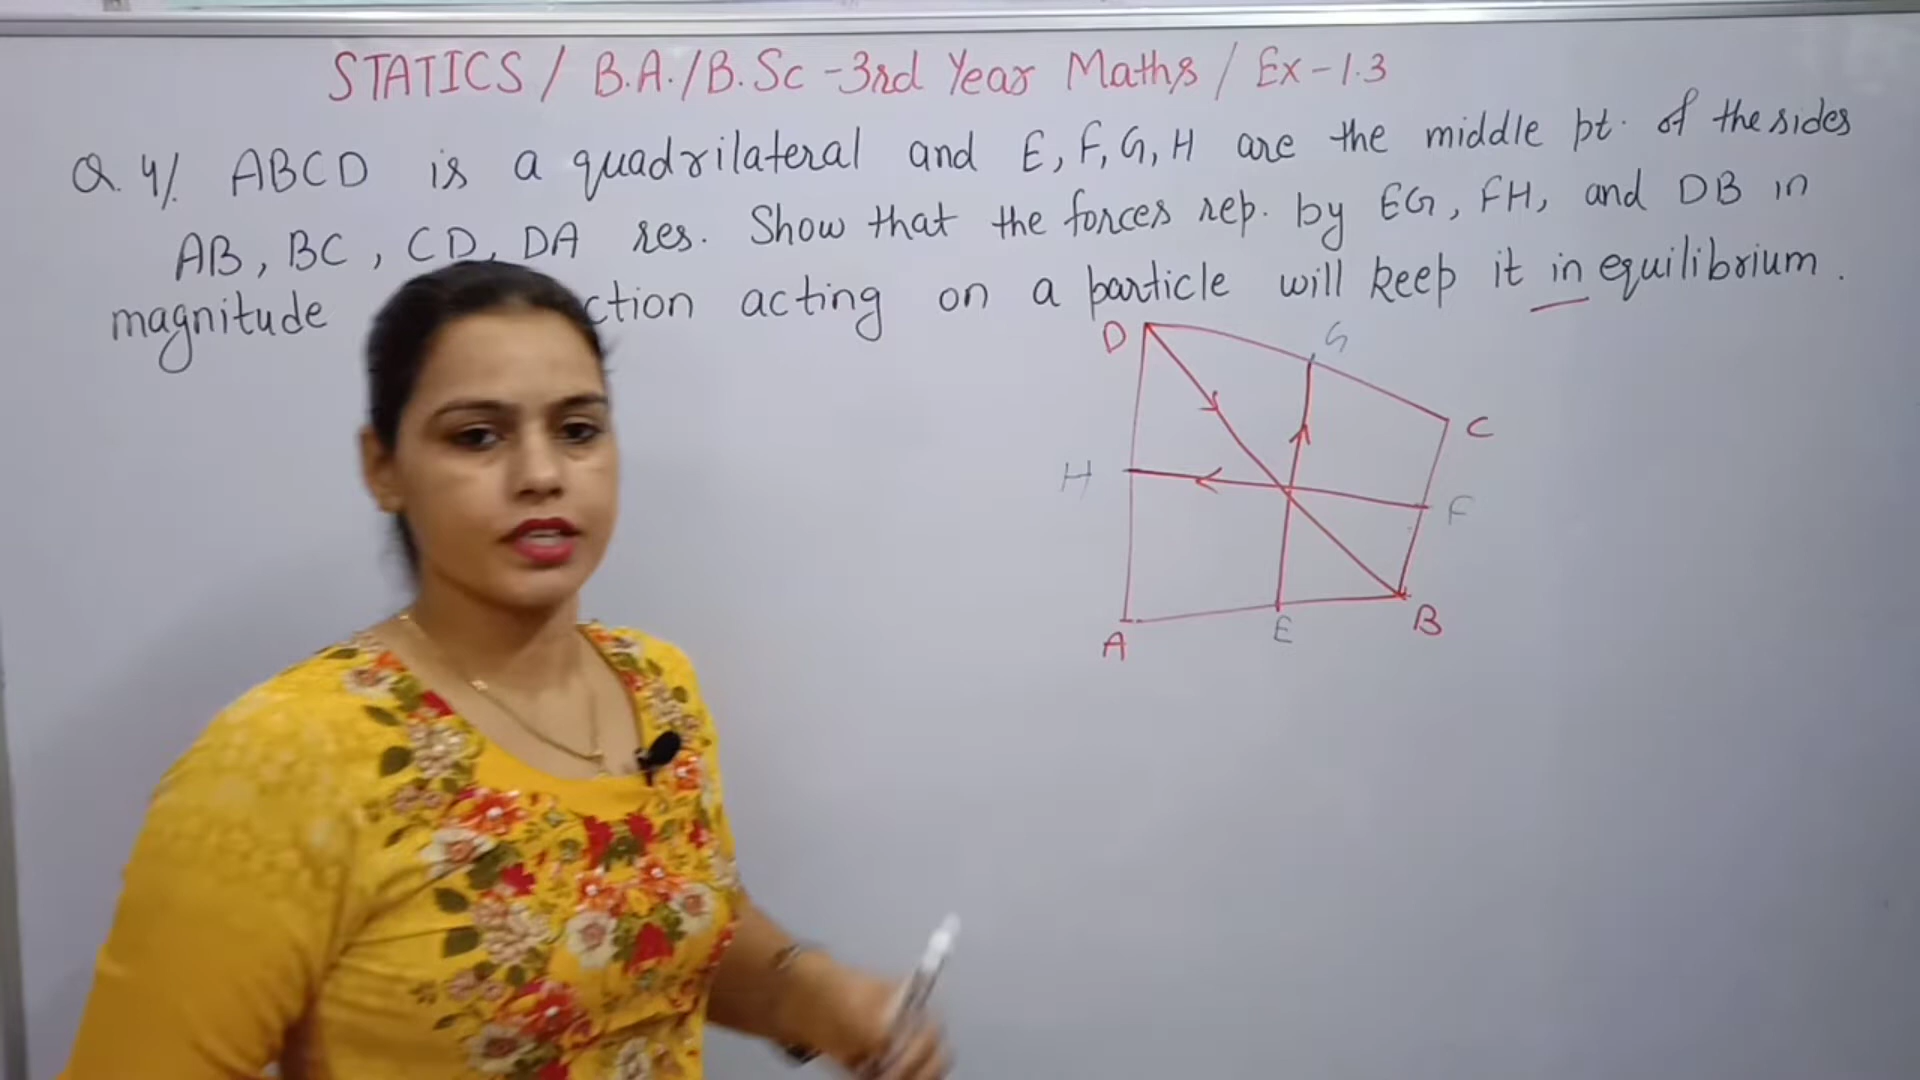 STATICS / B.A./B.Sc - 3rd Year Maths / Ex - 1.3
Q. 4/. ABCD is a quadrilateral and E, F, G, H are the middle pt. of the sides
AB, BC, CD, DA res. Show that the forces rep. by EG, FH, and DB in
magnitude ction acting on a particle will keep it in equilibrium.
D
G
C
H
F
A
E
B